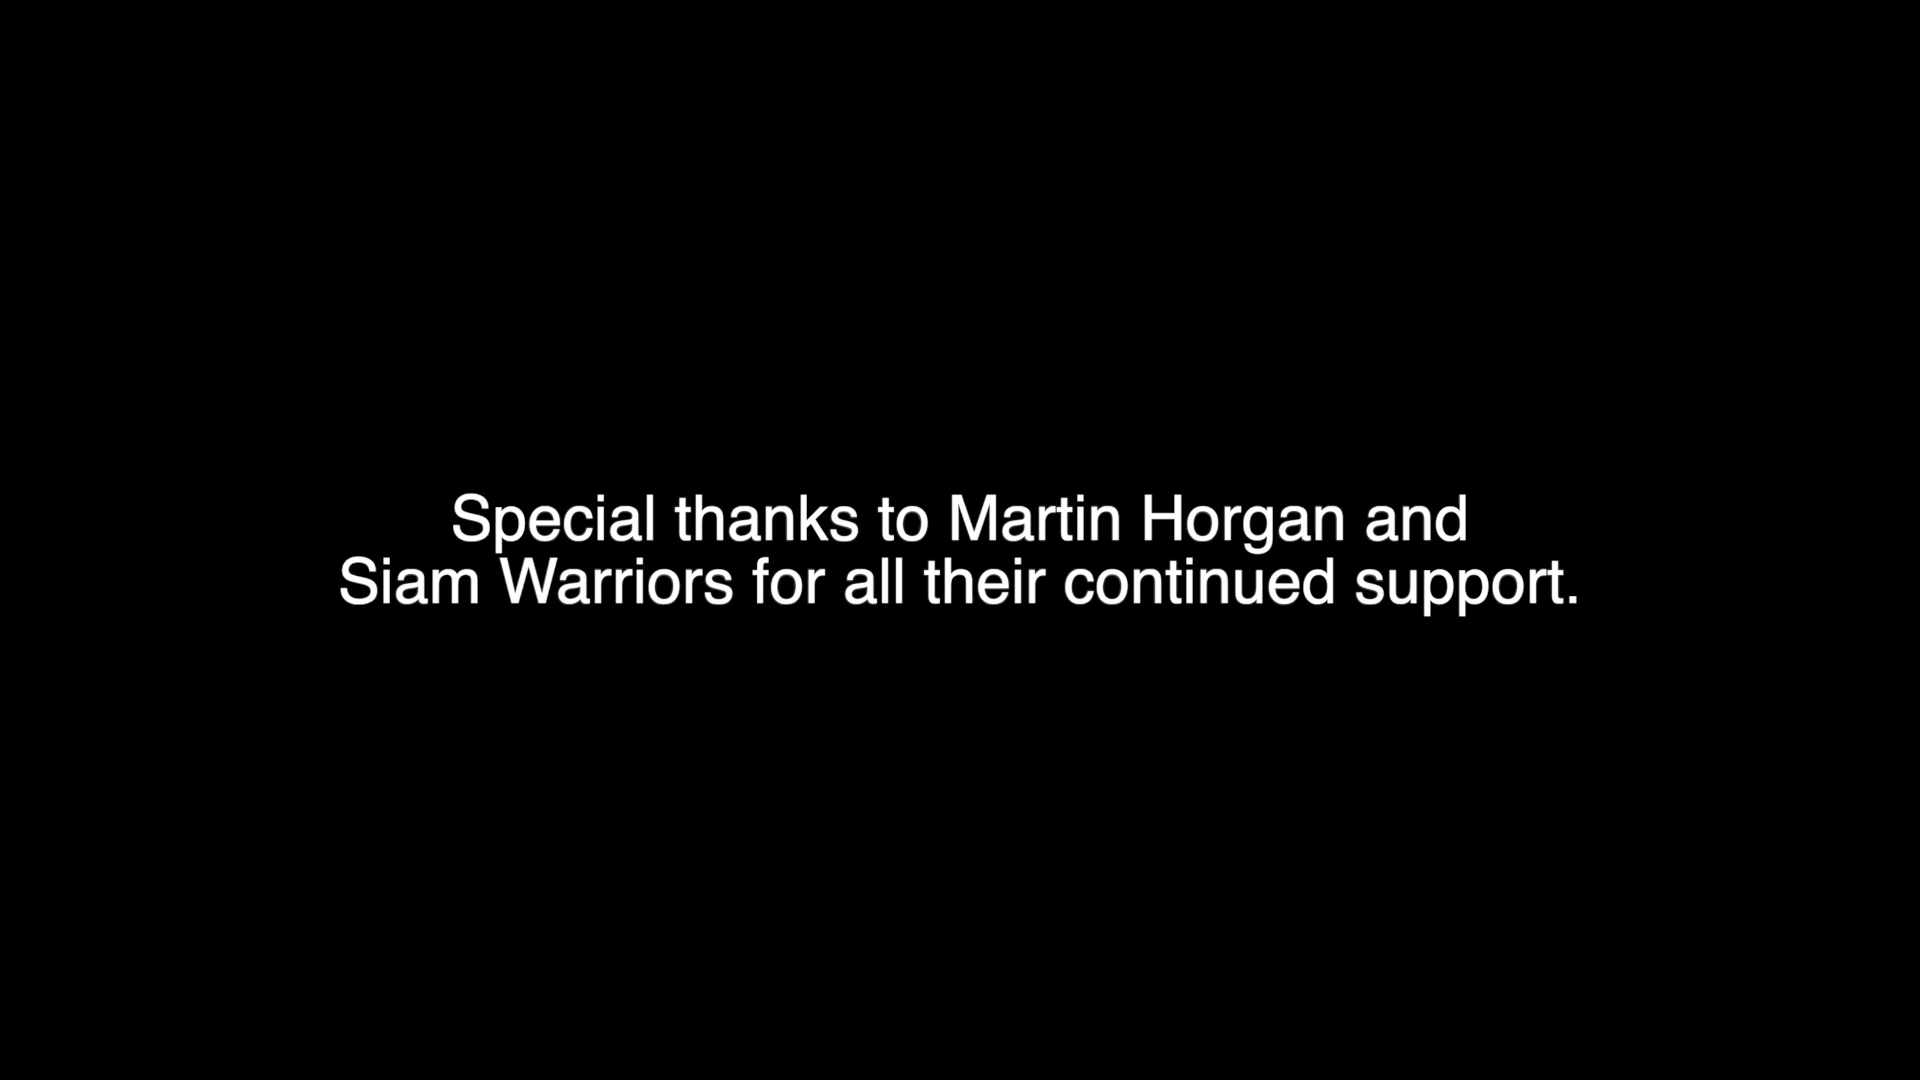 Special thanks to Martin Horgan and
Siam Warriors for all their continued support.